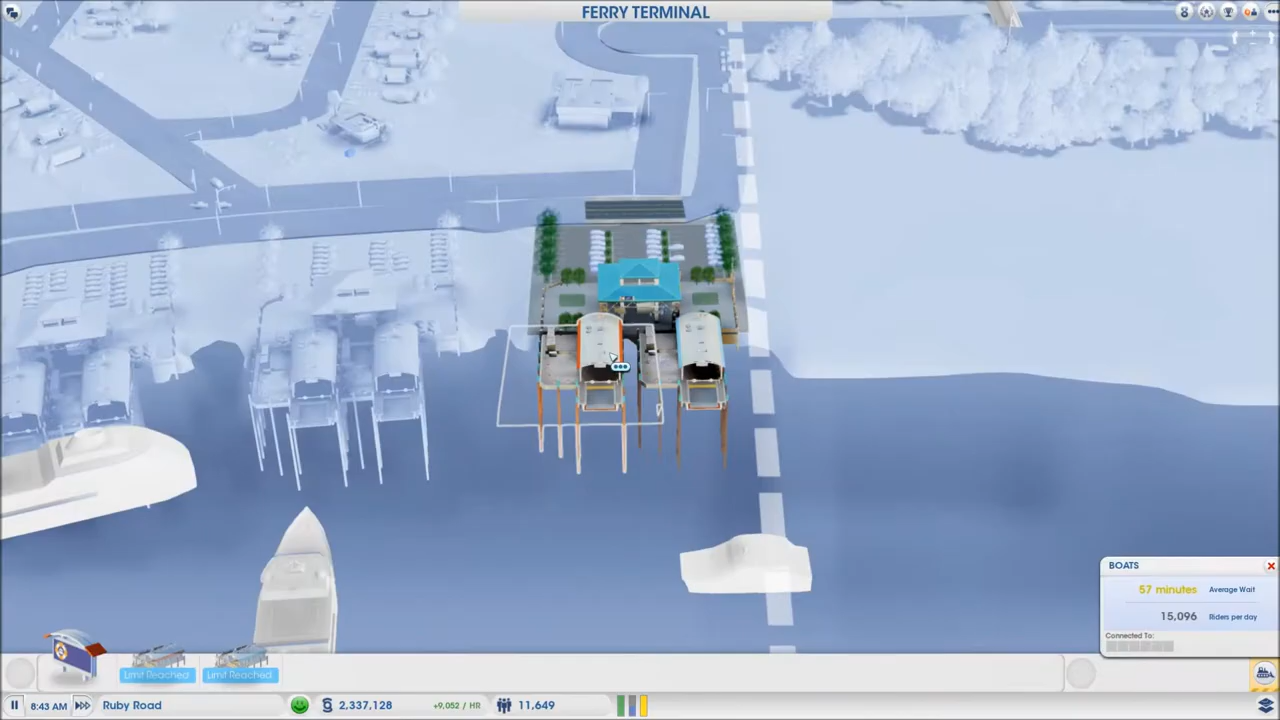 FERRY TERMINAL
BOATS
57 minutes Average Wait
15,096 Riders per day
Connected To:
Limit Reached Limit Reached
8:43 AM Ruby Road 2,337,128 +9,052 / HR 11,649